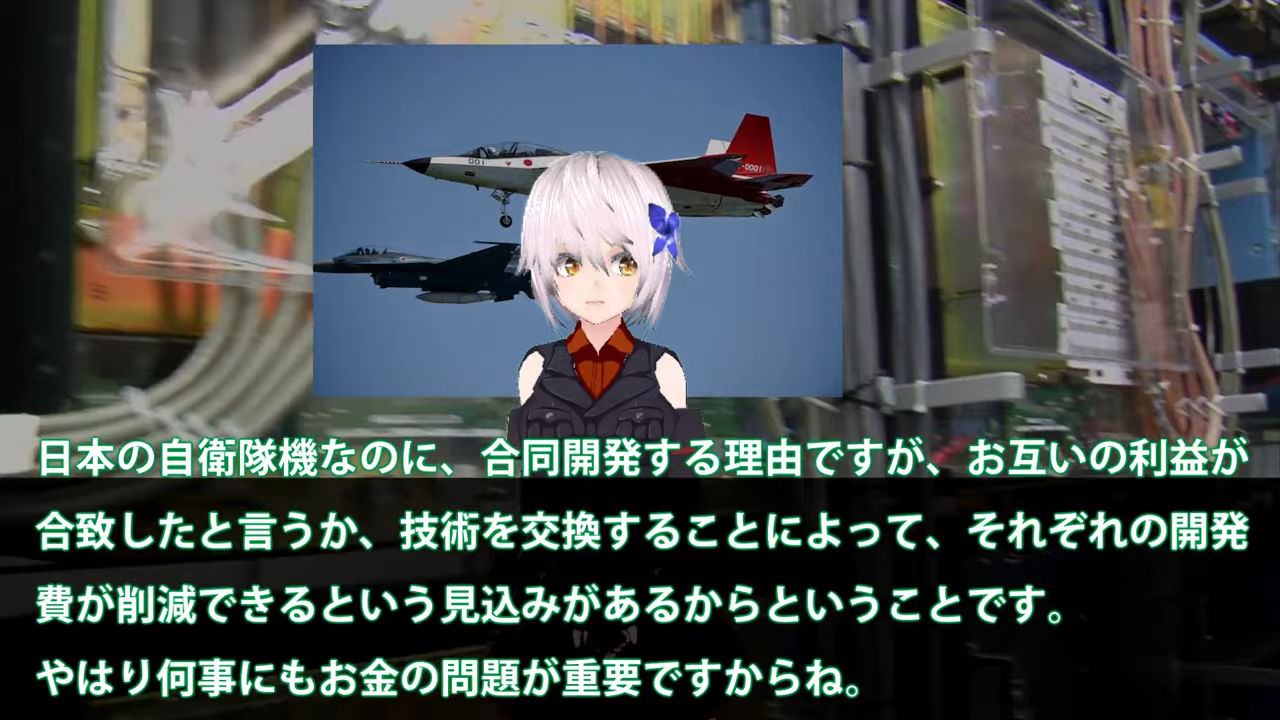 001
-0001
日本の自衛隊機なのに、合同開発する理由ですが、お互いの利益が
合致したと言うか、技術を交換することによって、それぞれの開発
費が削減できるという見込みがあるからということです。
やはり何事にもお金の問題が重要ですからね。